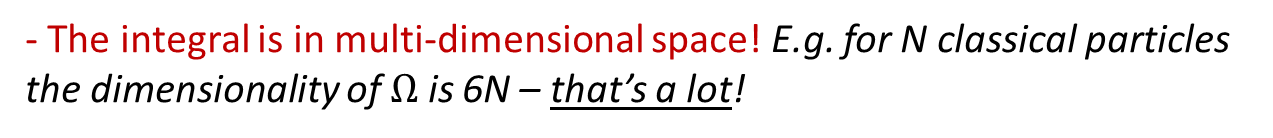 - The integral is in multi-dimensional space! E.g. for N classical particles
the dimensionality of Ω is 6N – that's a lot!